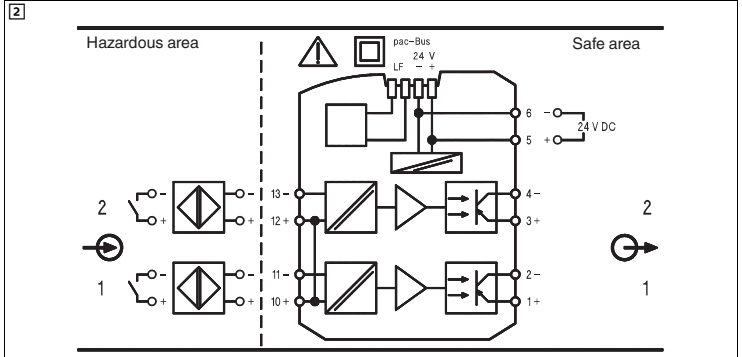 2
Hazardous area
pac-Bus
Safe area
24 V
LF - +
6 -
24 V DC
5 +
2
- - 13 - 4 - 2
+ + 12 + 3 +
- - 11 - 2 -
1 1
+ + 10 + 1 +